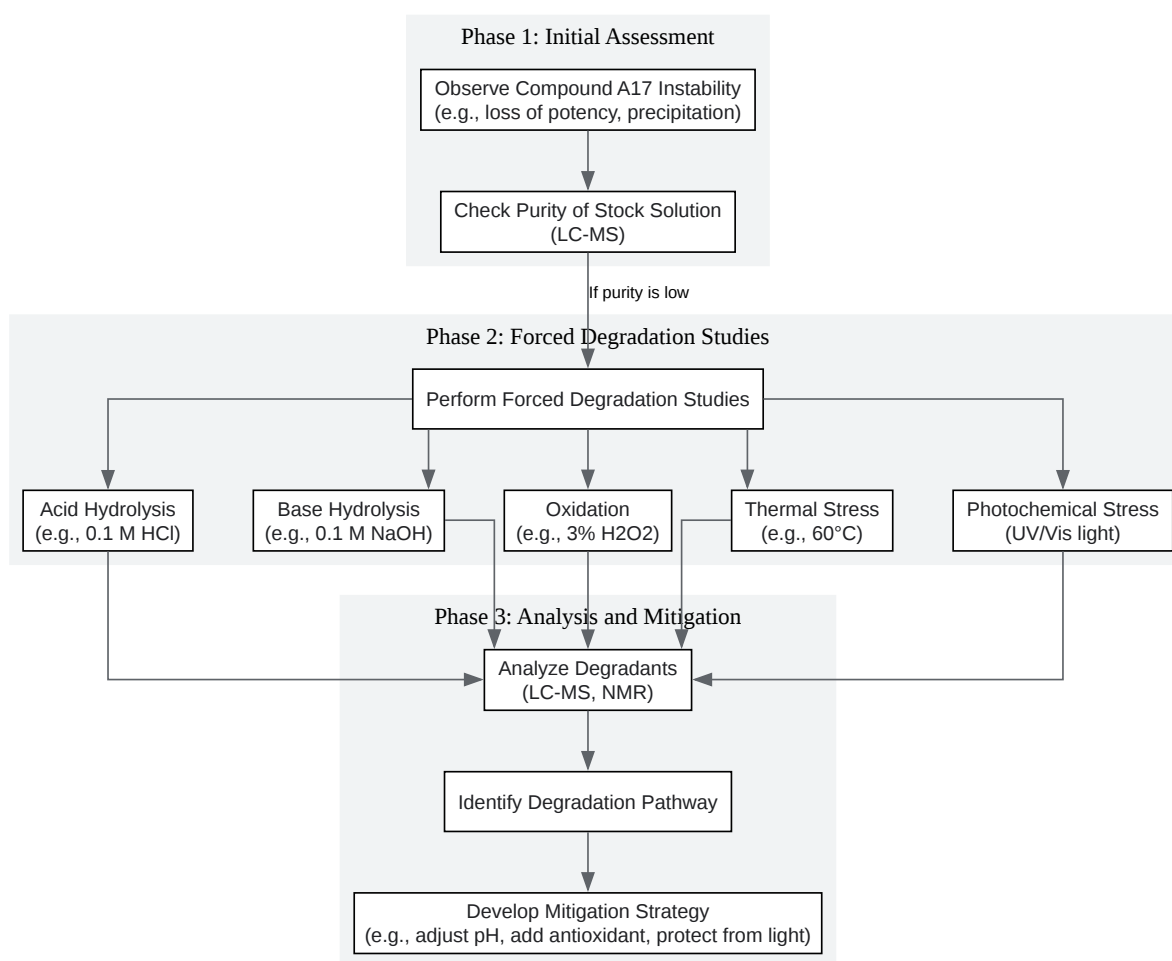 Phase 1: Initial Assessment
Observe Compound A17 Instability
(e.g., loss of potency, precipitation)
Check Purity of Stock Solution
(LC-MS)
If purity is low
Phase 2: Forced Degradation Studies
Perform Forced Degradation Studies
Acid Hydrolysis
(e.g., 0.1 M HCl)
Base Hydrolysis
(e.g., 0.1 M NaOH)
Oxidation
(e.g., 3% H2O2)
Thermal Stress
(e.g., 60°C)
Photochemical Stress
(UV/Vis light)
Phase 3: Analysis and Mitigation
Analyze Degradants
(LC-MS, NMR)
Identify Degradation Pathway
Develop Mitigation Strategy
(e.g., adjust pH, add antioxidant, protect from light)